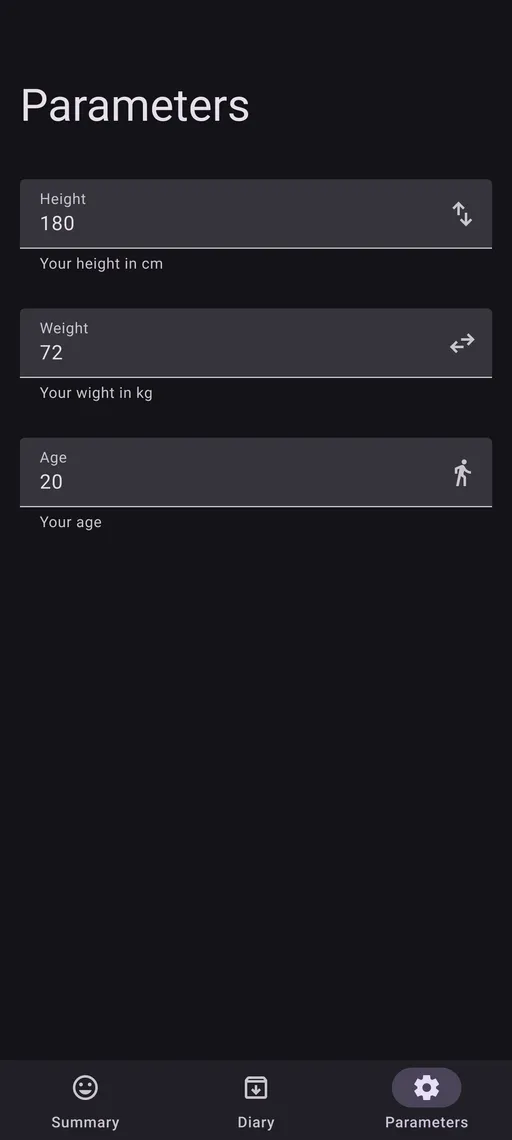 Parameters
Height
180
Your height in cm
Weight
72
Your wight in kg
Age
20
Your age
Summary
Diary
Parameters